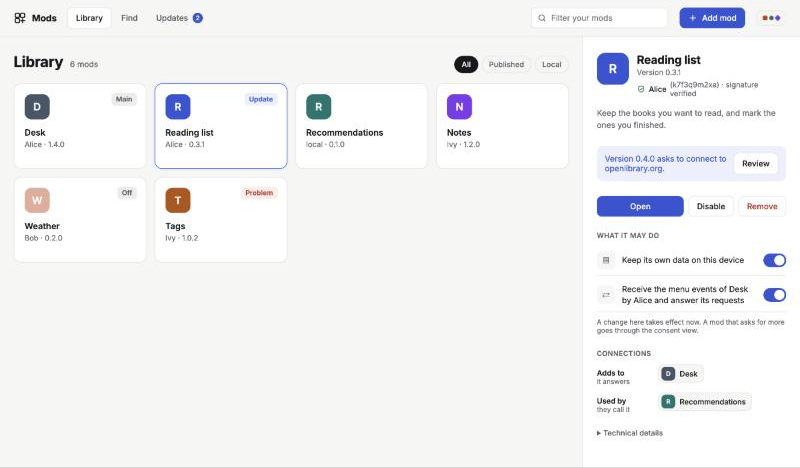 Mods
Library
Find
Updates 2
Filter your mods
+ Add mod
Library 6 mods
All
Published
Local
D
Main
Desk
Alice · 1.4.0
R
Update
Reading list
Alice · 0.3.1
R
Recommendations
local · 0.1.0
N
Notes
Ivy · 1.2.0
W
Off
Weather
Bob · 0.2.0
T
Problem
Tags
Ivy · 1.0.2
R
Reading list
Version 0.3.1
Alice (k7f3q9m2xa) · signature
verified
Keep the books you want to read, and mark the
ones you finished.
Version 0.4.0 asks to connect to
openlibrary.org.
Review
Open
Disable
Remove
WHAT IT MAY DO
Keep its own data on this device
Receive the menu events of Desk
by Alice and answer its requests
A change here takes effect now. A mod that asks for more
goes through the consent view.
CONNECTIONS
Adds to
it answers
D Desk
Used by
they call it
R Recommendations
Technical details